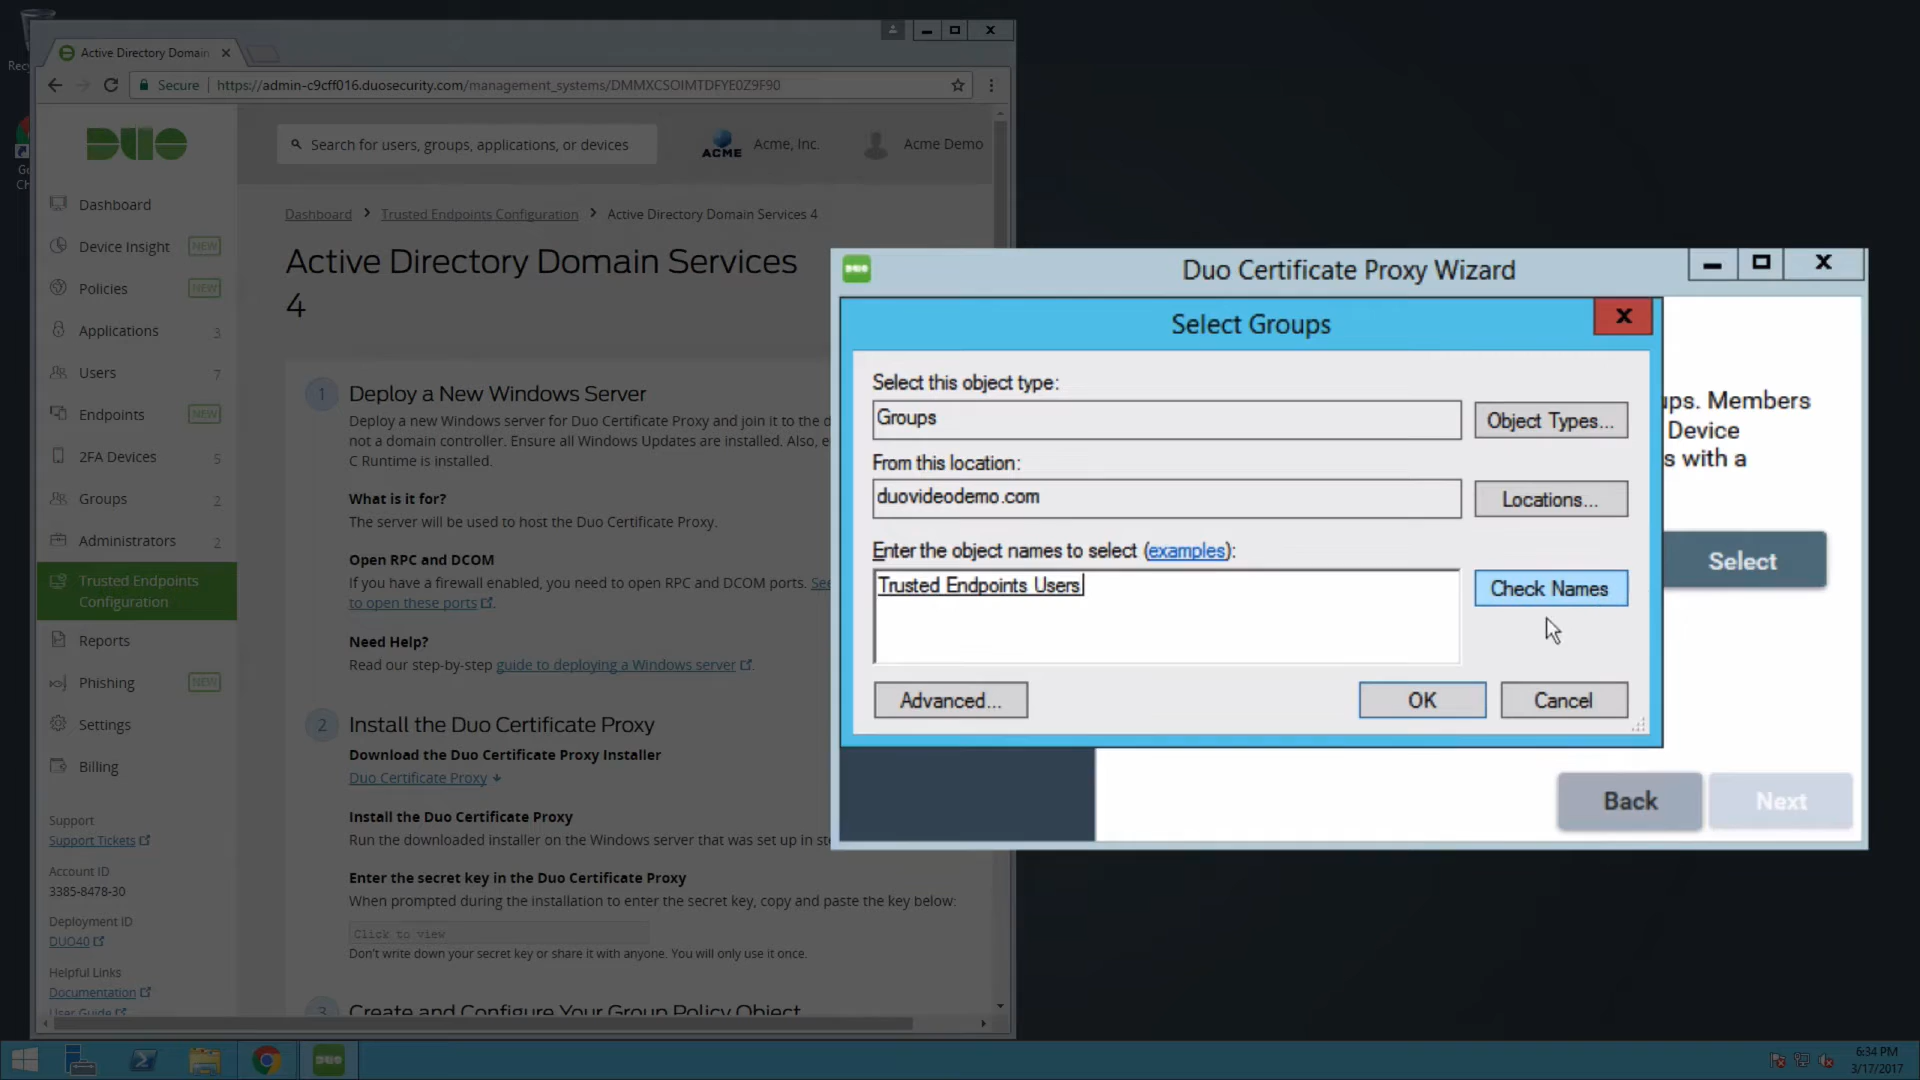 Active Directory Domain
Secure
https://admin-c9cff016.duosecurity.com/management_systems/DMMXCSOIMTDFYE0Z9F90
DUO
Search for users, groups, applications, or devices
ACME
Acme, Inc.
Acme Demo
Dashboard
Device Insight NEW
Policies NEW
Applications 3
Users 7
Endpoints NEW
2FA Devices 5
Groups 2
Administrators 2
Trusted Endpoints
Configuration
Reports
Phishing NEW
Settings
Billing
Support
Support Tickets
Account ID
3385-8478-30
Deployment ID
DUO40
Helpful Links
Documentation
User Guide
Dashboard > Trusted Endpoints Configuration > Active Directory Domain Services 4
Active Directory Domain Services
4
1 Deploy a New Windows Server
Deploy a new Windows server for Duo Certificate Proxy and join it to the d
not a domain controller. Ensure all Windows Updates are installed. Also, e
C Runtime is installed.
What is it for?
The server will be used to host the Duo Certificate Proxy.
Open RPC and DCOM
If you have a firewall enabled, you need to open RPC and DCOM ports. See
to open these ports.
Need Help?
Read our step-by-step guide to deploying a Windows server.
2 Install the Duo Certificate Proxy
Download the Duo Certificate Proxy Installer
Duo Certificate Proxy
Install the Duo Certificate Proxy
Run the downloaded installer on the Windows server that was set up in st
Enter the secret key in the Duo Certificate Proxy
When prompted during the installation to enter the secret key, copy and paste the key below:
Click to view
Don't write down your secret key or share it with anyone. You will only use it once.
3 Create and Configure Your Group Policy Object
Duo Certificate Proxy Wizard
Select Groups
Select this object type:
Groups
Object Types...
From this location:
duovideodemo.com
Locations...
Enter the object names to select (examples):
Trusted Endpoints Users
Check Names
Advanced...
OK
Cancel
ups. Members
Device
s with a
Select
Back
Next
6:34 PM
3/17/2017